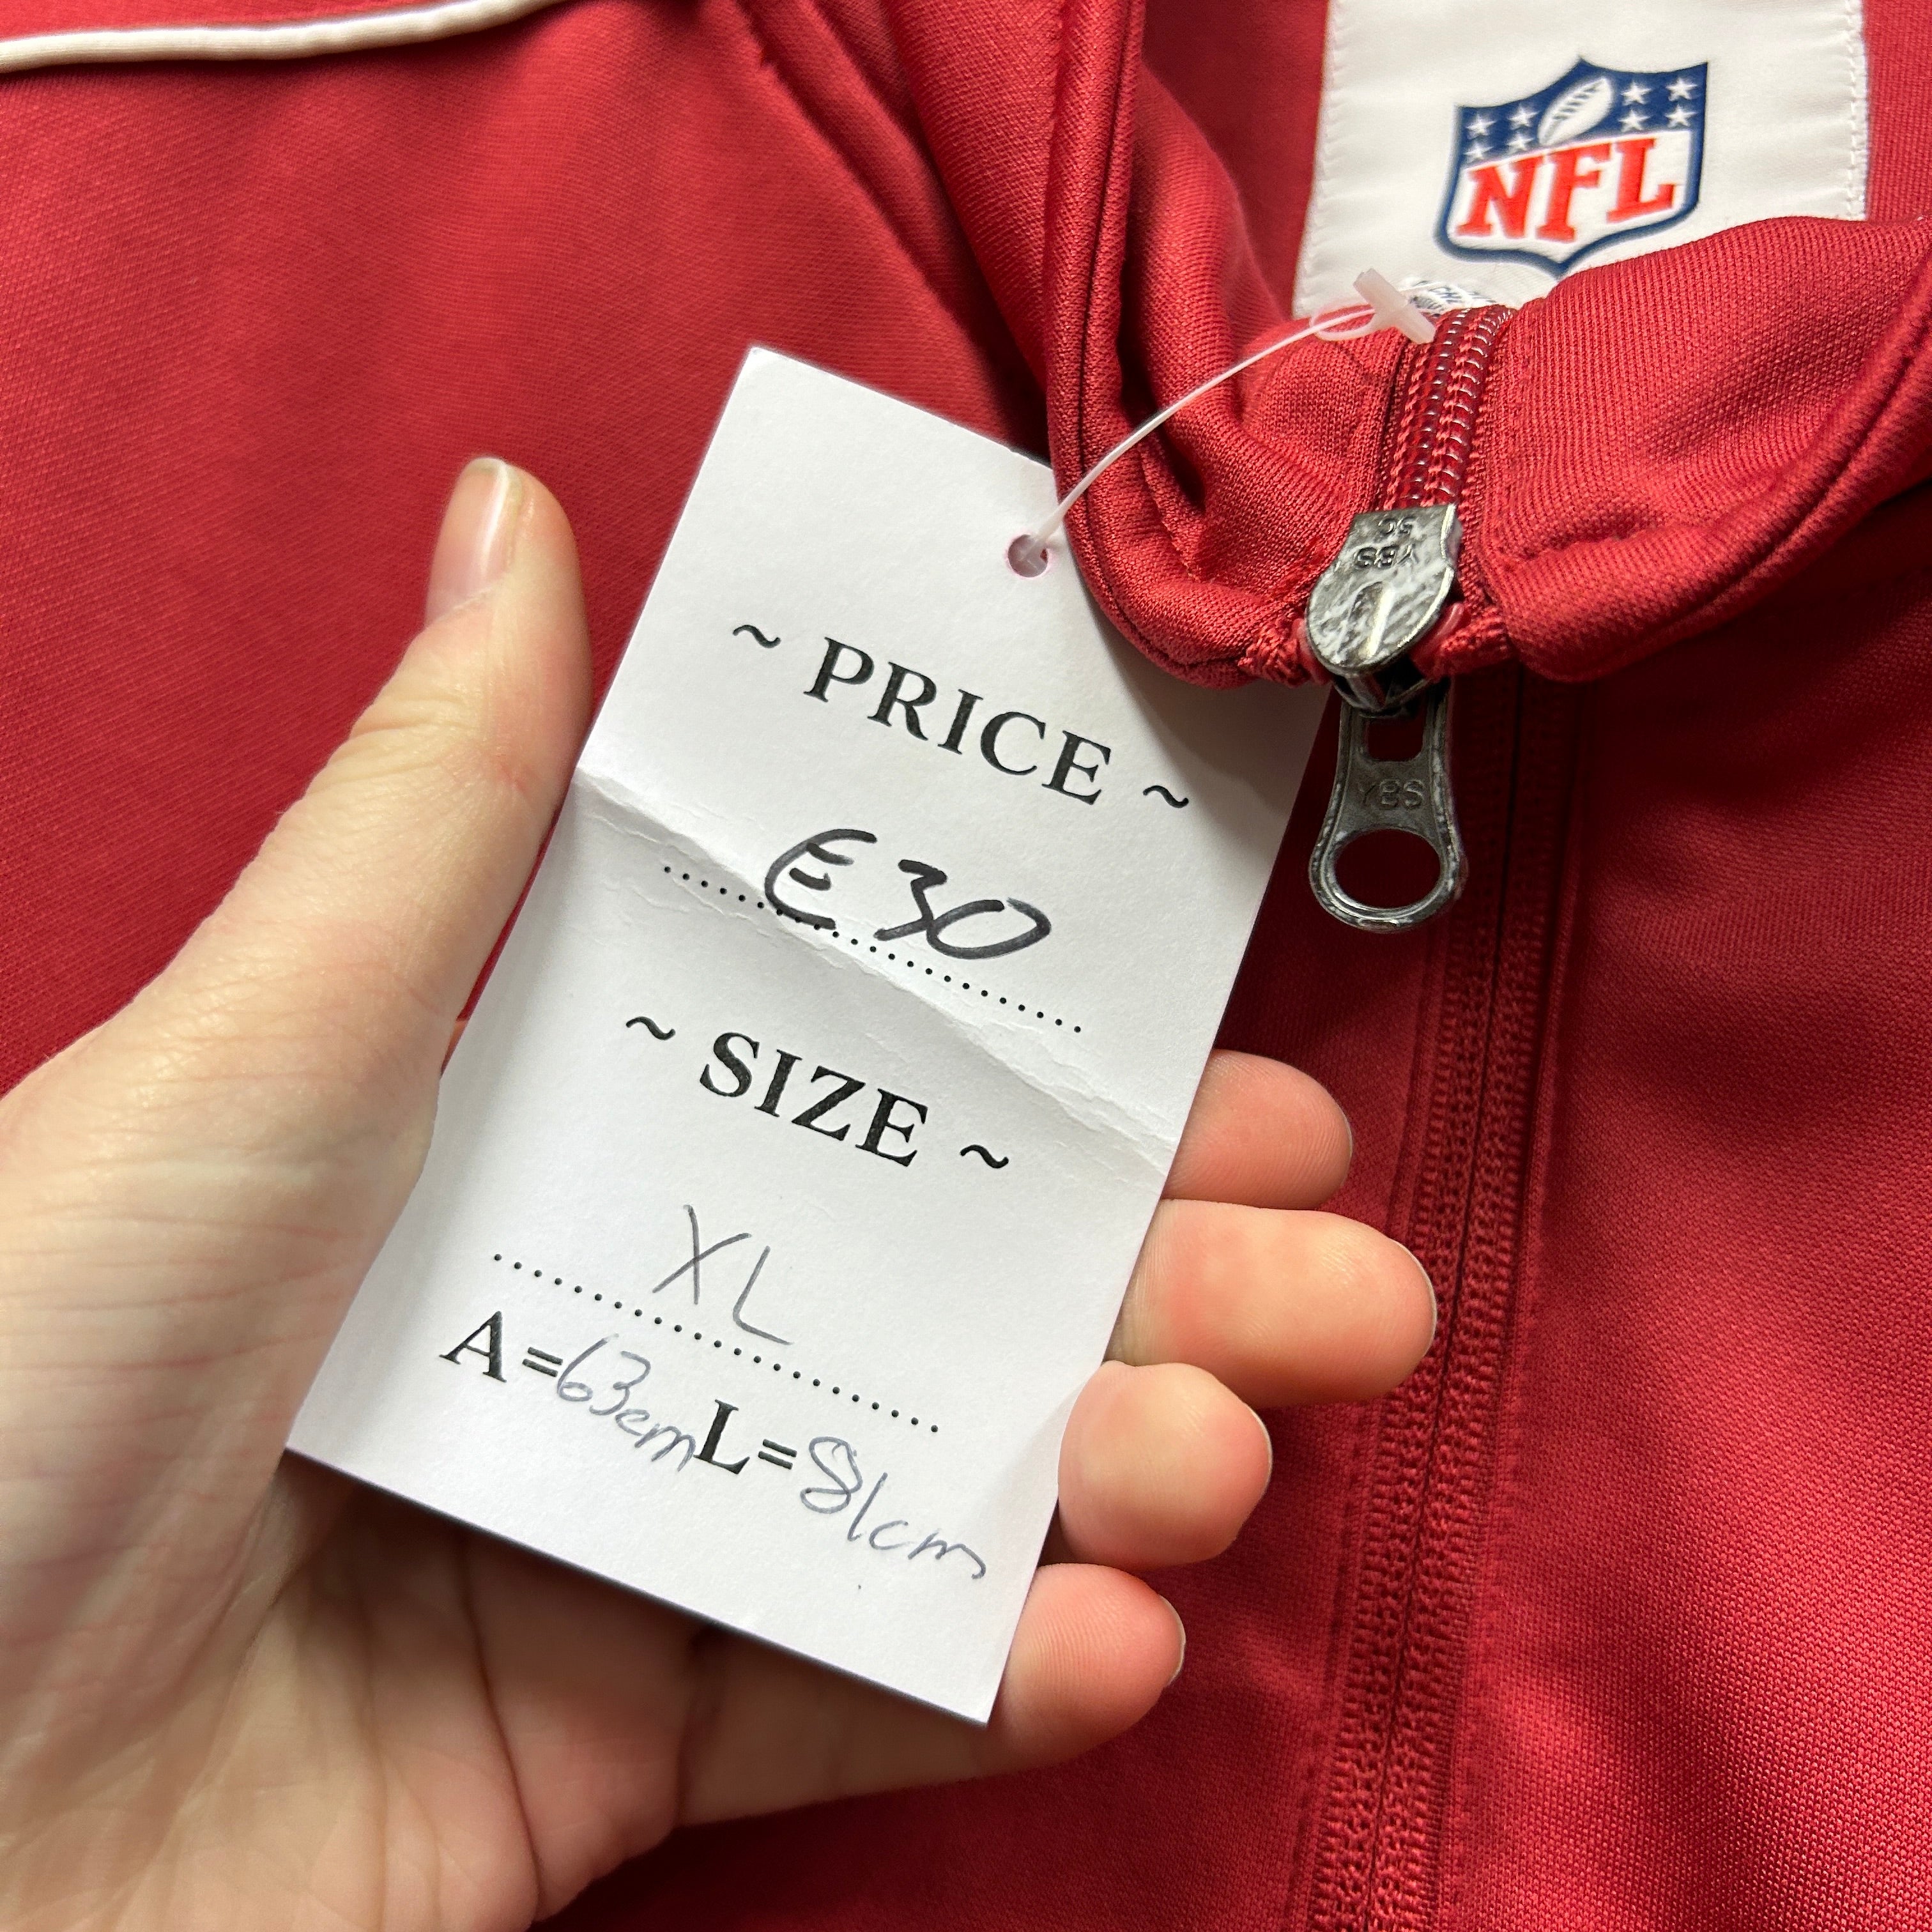 NFL
5C
YBS
YBS
~ PRICE ~
€30
~ SIZE ~
XL
A=63cm L=81cm